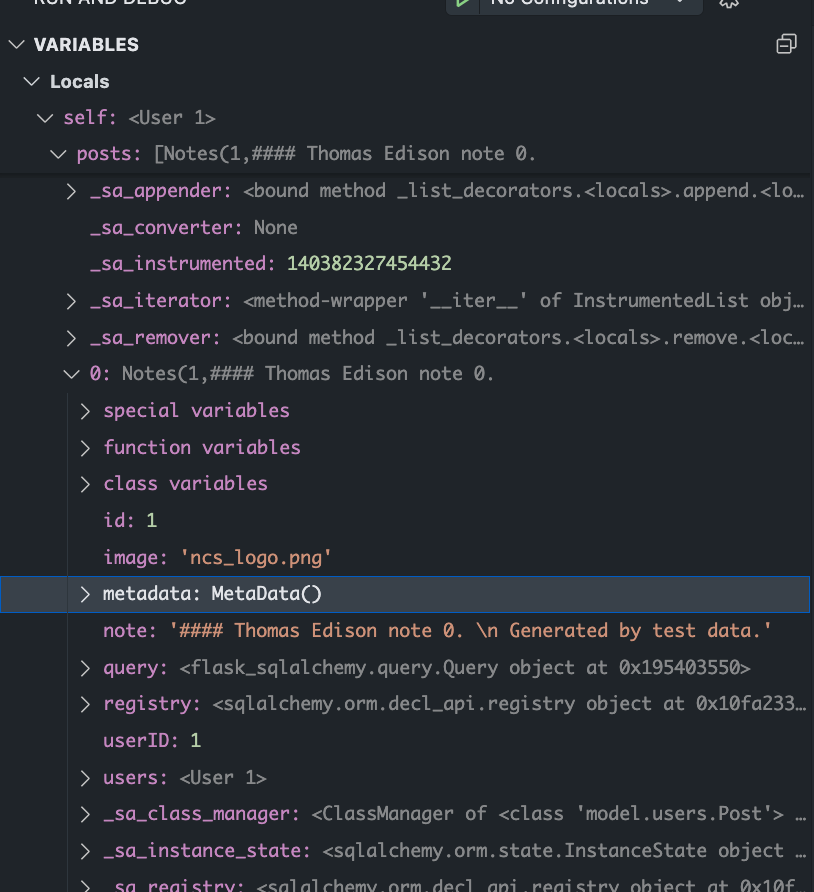 RUN AND DEBUG No Configurations
VARIABLES
Locals
self: <User 1>
posts: [Notes(1,#### Thomas Edison note 0.
_sa_appender: <bound method _list_decorators.<locals>.append.<lo…
_sa_converter: None
_sa_instrumented: 140382327454432
_sa_iterator: <method-wrapper '__iter__' of InstrumentedList obj…
_sa_remover: <bound method _list_decorators.<locals>.remove.<loc…
0: Notes(1,#### Thomas Edison note 0.
special variables
function variables
class variables
id: 1
image: 'ncs_logo.png'
metadata: MetaData()
note: '#### Thomas Edison note 0. \n Generated by test data.'
query: <flask_sqlalchemy.query.Query object at 0x195403550>
registry: <sqlalchemy.orm.decl_api.registry object at 0x10fa233…
userID: 1
users: <User 1>
_sa_class_manager: <ClassManager of <class 'model.users.Post'> …
_sa_instance_state: <sqlalchemy.orm.state.InstanceState object …
_sa_registry: <sqlalchemy.orm.decl_api.registry object at 0x10f…